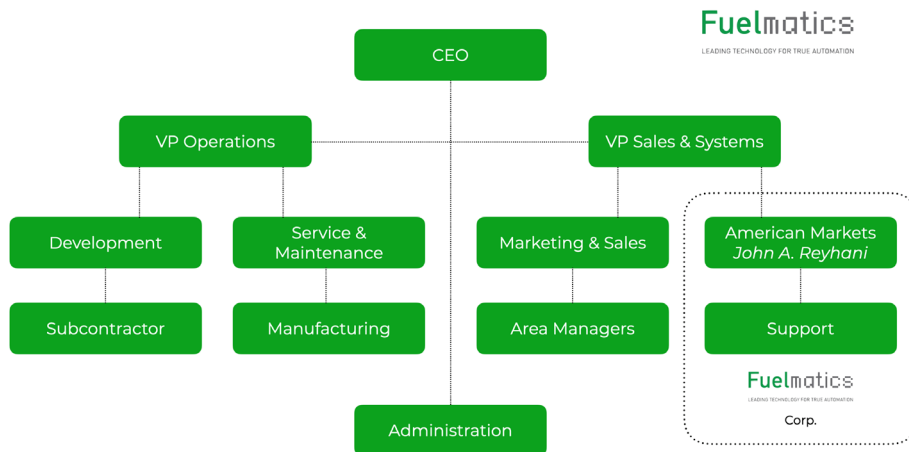 Fuelmatics
LEADING TECHNOLOGY FOR TRUE AUTOMATION
CEO
VP Operations
VP Sales & Systems
Development
Service &
Maintenance
Marketing & Sales
American Markets
John A. Reyhani
Subcontractor
Manufacturing
Area Managers
Support
Fuelmatics
LEADING TECHNOLOGY FOR TRUE AUTOMATION
Corp.
Administration